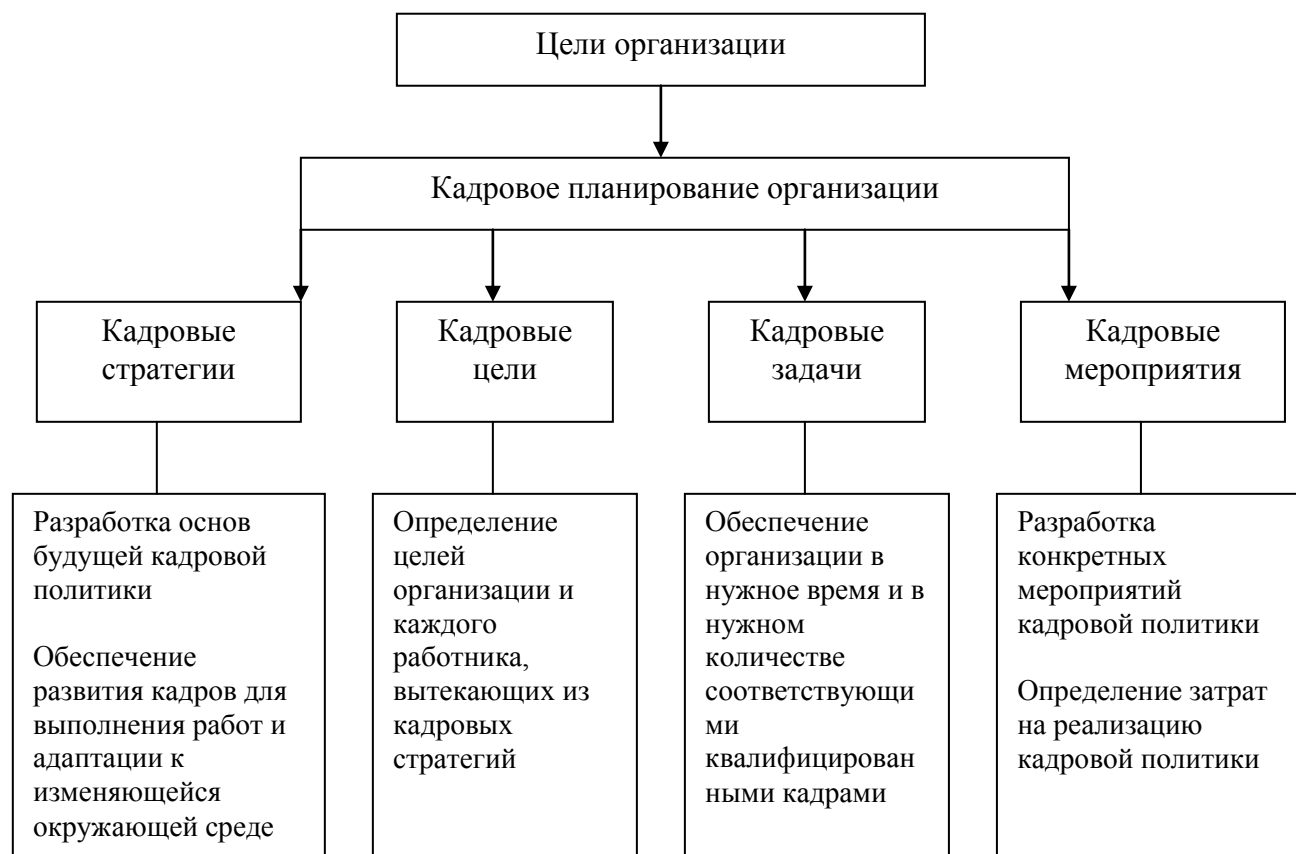 Цели организации
Кадровое планирование организации
Кадровые
стратегии
Кадровые
цели
Кадровые
задачи
Кадровые
мероприятия
Разработка основ
будущей кадровой
политики
Обеспечение
развития кадров для
выполнения работ и
адаптации к
изменяющейся
окружающей среде
Определение
целей
организации и
каждого
работника,
вытекающих из
кадровых
стратегий
Обеспечение
организации в
нужное время и в
нужном
количестве
соответствующи
ми
квалифицирован
ными кадрами
Разработка
конкретных
мероприятий
кадровой политики
Определение затрат
на реализацию
кадровой политики